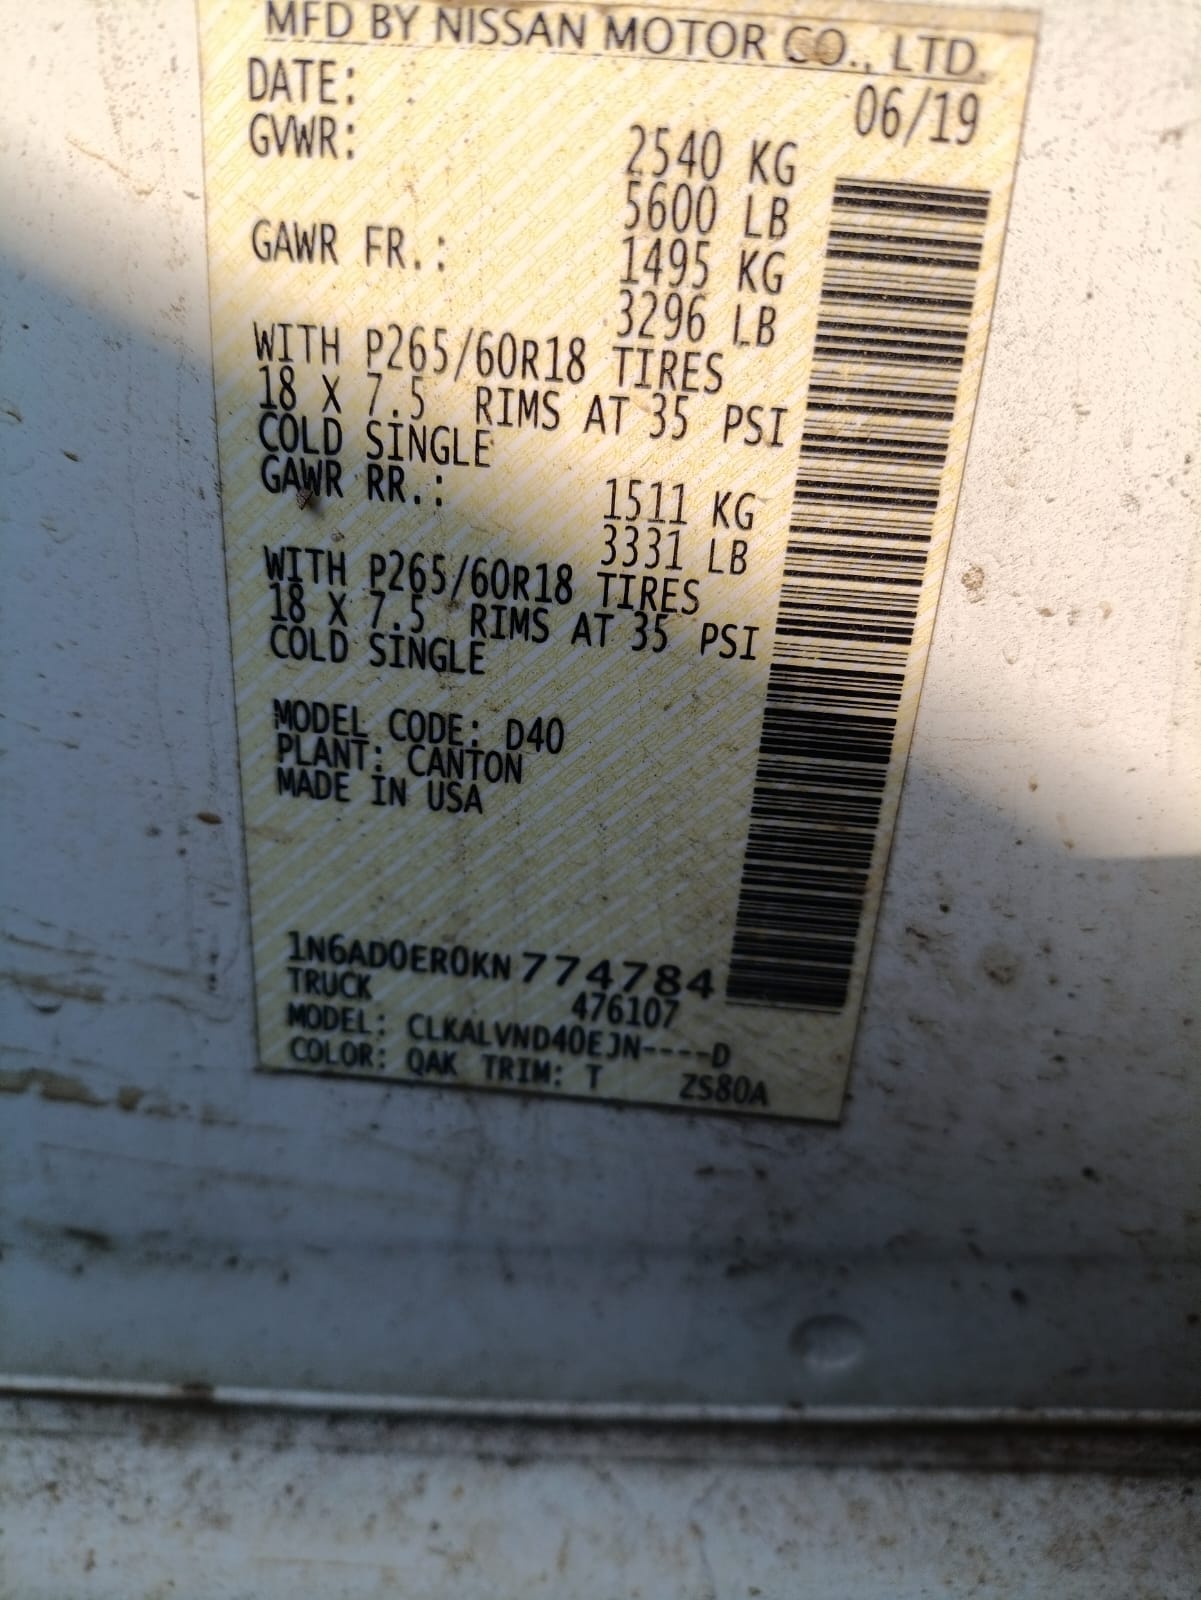 MFD BY NISSAN MOTOR CO., LTD.
DATE: 06/19
GVWR: 2540 KG
5600 LB
GAWR FR.: 1495 KG
3296 LB
WITH P265/60R18 TIRES
18 X 7.5 RIMS AT 35 PSI
COLD SINGLE
GAWR RR.: 1511 KG
3331 LB
WITH P265/60R18 TIRES
18 X 7.5 RIMS AT 35 PSI
COLD SINGLE
MODEL CODE: D40
PLANT: CANTON
MADE IN USA
1N6AD0ER0KN774784
TRUCK 476107
MODEL: CLKALVND40EJN----D
COLOR: QAK TRIM: T ZS80A